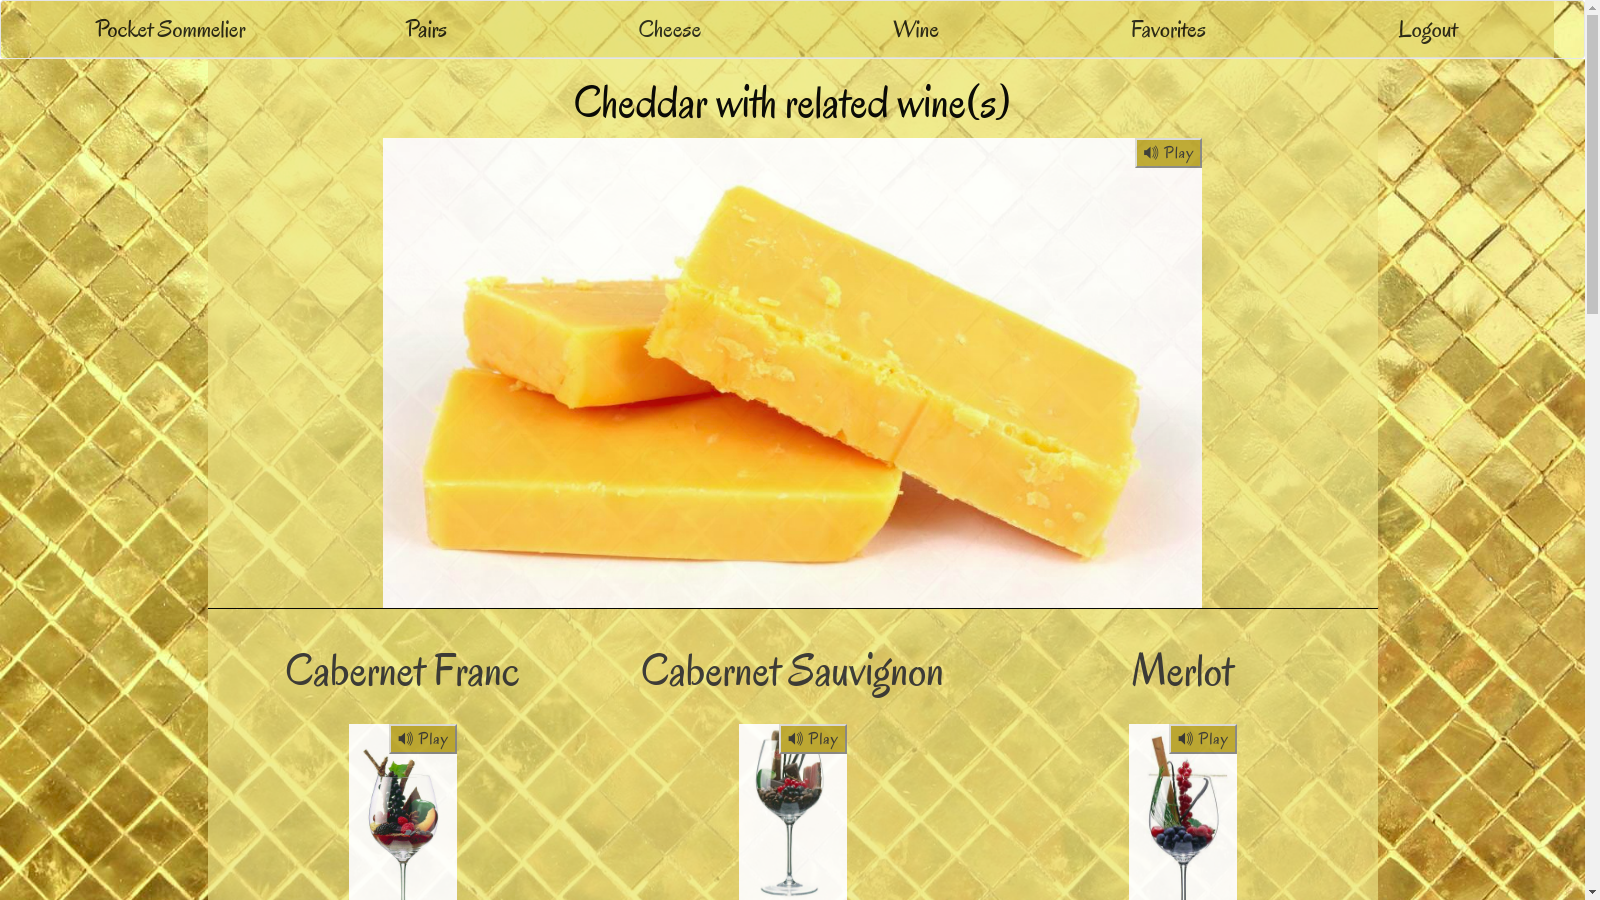 Pocket Sommelier Pairs Cheese Wine Favorites Logout
Cheddar with related wine(s)
Play
Cabernet Franc Cabernet Sauvignon Merlot
Play Play Play